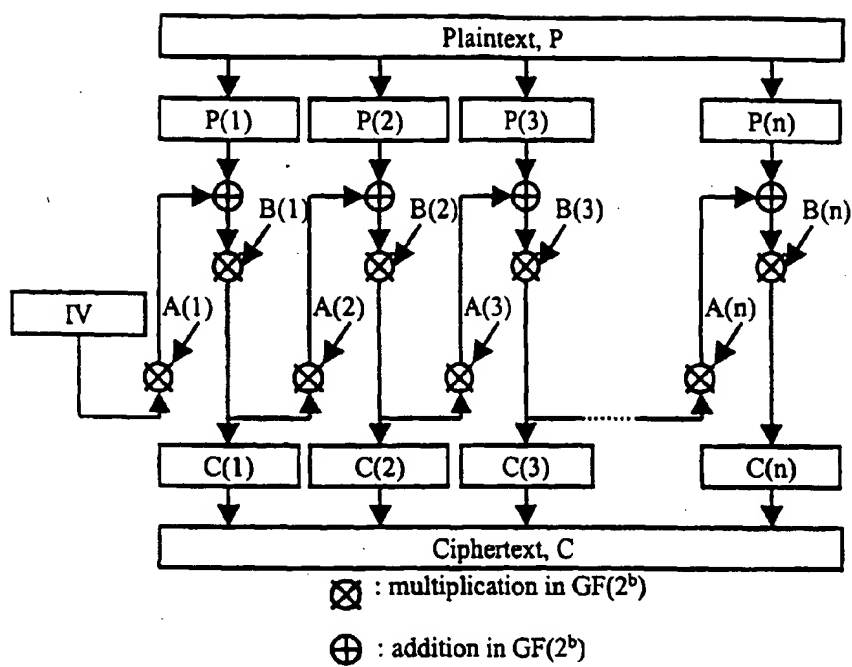 Plaintext, P
P(1) P(2) P(3) P(n)
B(1) B(2) B(3) B(n)
IV A(1) A(2) A(3) A(n)
C(1) C(2) C(3) C(n)
Ciphertext, C
: multiplication in GF(2ᵇ)
: addition in GF(2ᵇ)